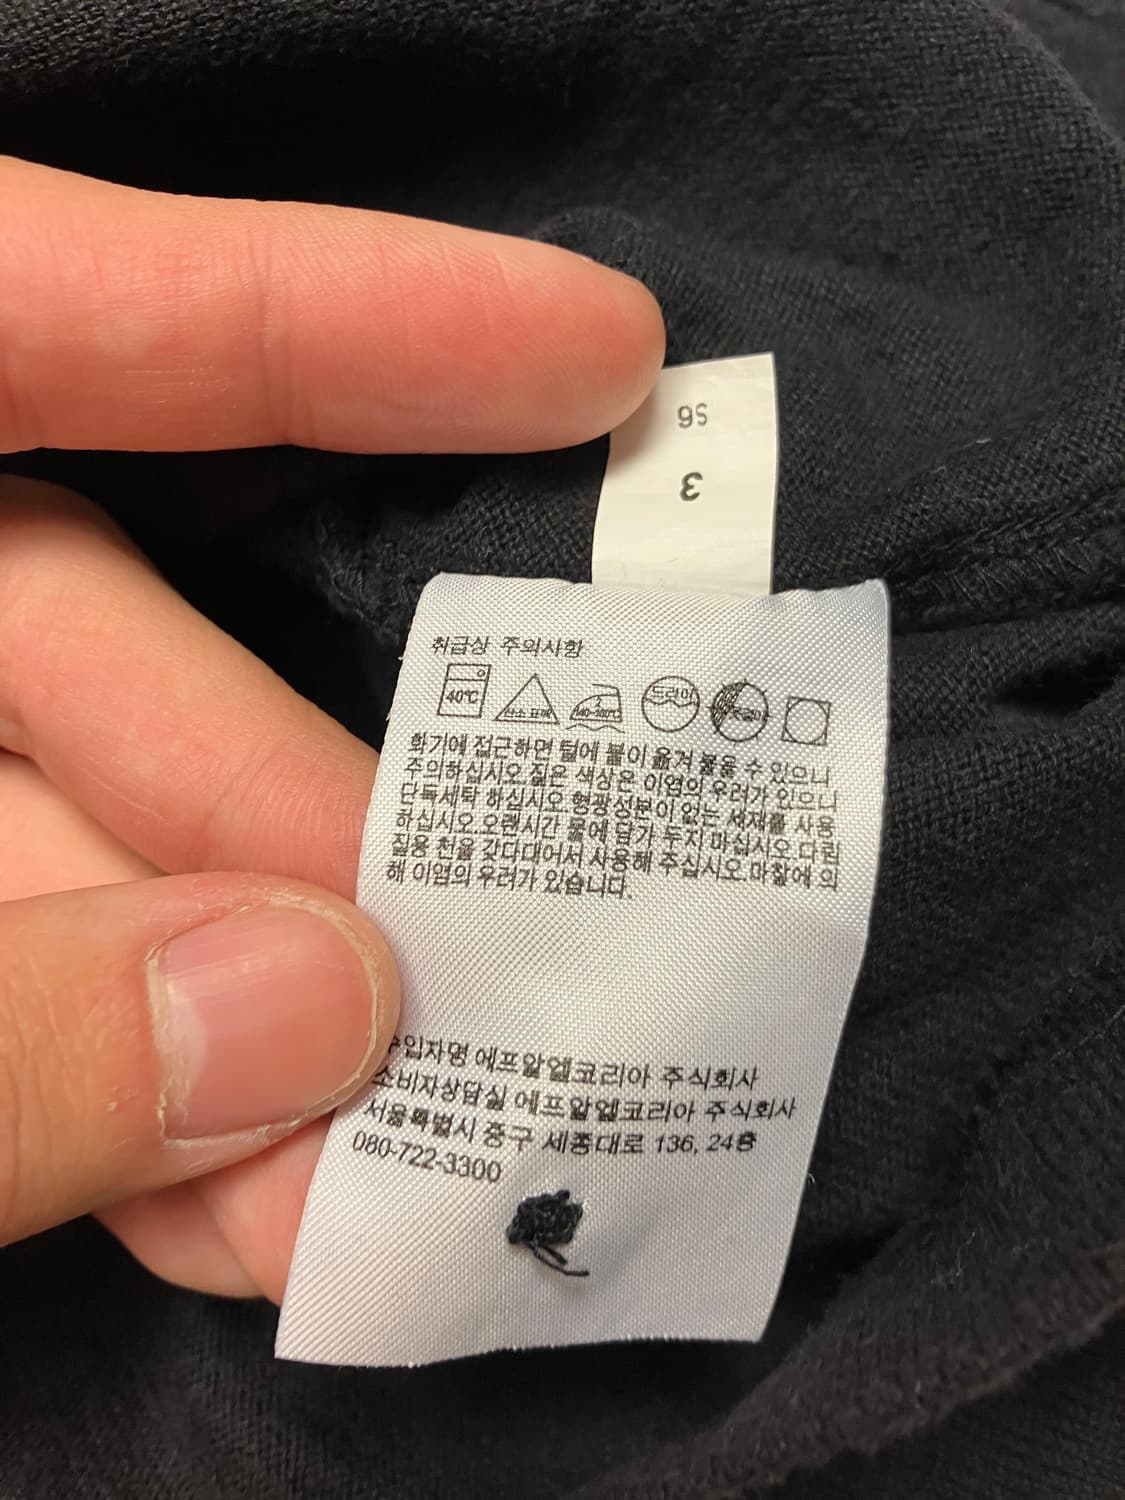 취급상 주의사항
40℃
드라이
화기에 접근하면 털에 불이 옮겨 붙을 수 있으니
주의하십시오.짙은 색상은 이염의 우려가 있으니
단독세탁 하십시오.형광성분이 없는 세제를 사용
하십시오.오랜시간 물에 담가 두지 마십시오.다림
질용 천을 갖다대어서 사용해 주십시오.마찰에 의
해 이염의 우려가 있습니다.
수입자명 에프알엘코리아 주식회사
소비자상담실 에프알엘코리아 주식회사
서울특별시 중구 세종대로 136, 24층
080-722-3300